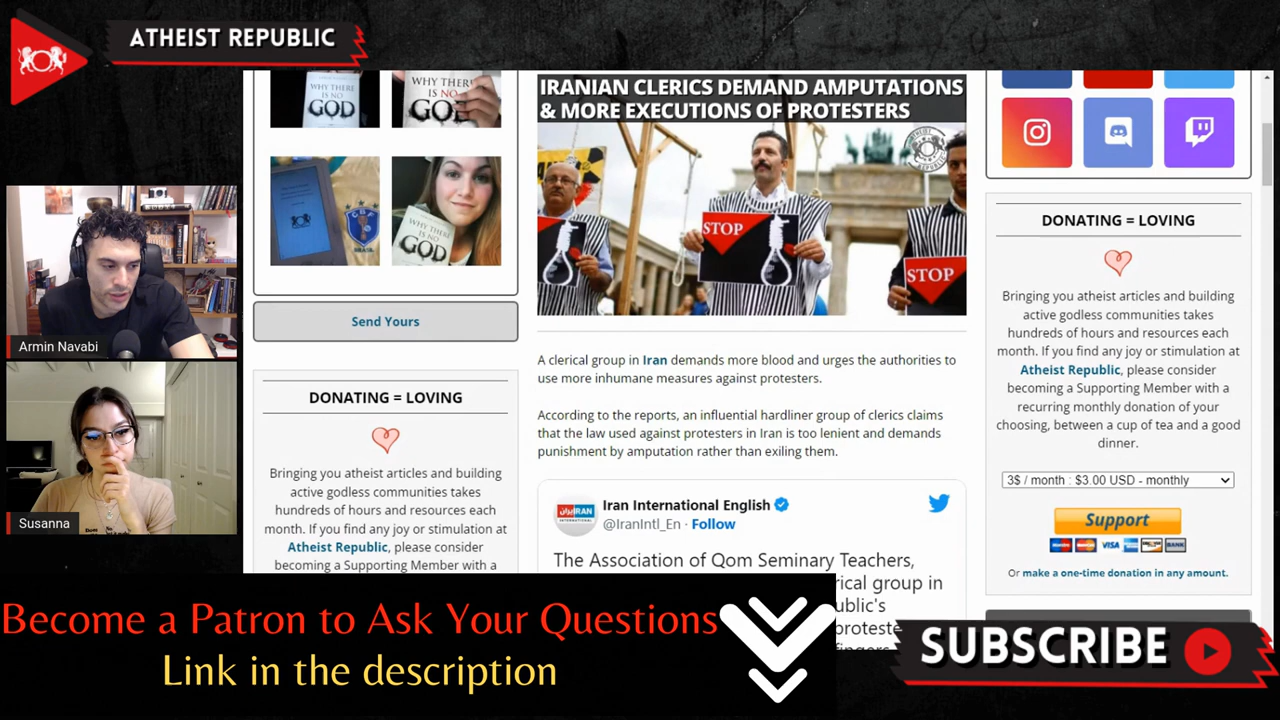 ATHEIST REPUBLIC
Armin Navabi
Susanna
WHY THERE
IS NO
GOD
WHY THERE
IS NO
GOD
WHY THERE
IS NO
GOD
Send Yours
DONATING = LOVING
Bringing you atheist articles and building
active godless communities takes
hundreds of hours and resources each
month. If you find any joy or stimulation at
Atheist Republic, please consider
becoming a Supporting Member with a
IRANIAN CLERICS DEMAND AMPUTATIONS
& MORE EXECUTIONS OF PROTESTERS
STOP
STOP
A clerical group in Iran demands more blood and urges the authorities to
use more inhumane measures against protesters.
According to the reports, an influential hardliner group of clerics claims
that the law used against protesters in Iran is too lenient and demands
punishment by amputation rather than exiling them.
Iran International English
@IranIntl_En · Follow
The Association of Qom Seminary Teachers,
rical group in
ublic's
proteste
fingers
DONATING = LOVING
Bringing you atheist articles and building
active godless communities takes
hundreds of hours and resources each
month. If you find any joy or stimulation at
Atheist Republic, please consider
becoming a Supporting Member with a
recurring monthly donation of your
choosing, between a cup of tea and a good
dinner.
3$ / month : $3.00 USD - monthly
Support
VISA
BANK
Or make a one-time donation in any amount.
Become a Patron to Ask Your Questions
Link in the description
SUBSCRIBE